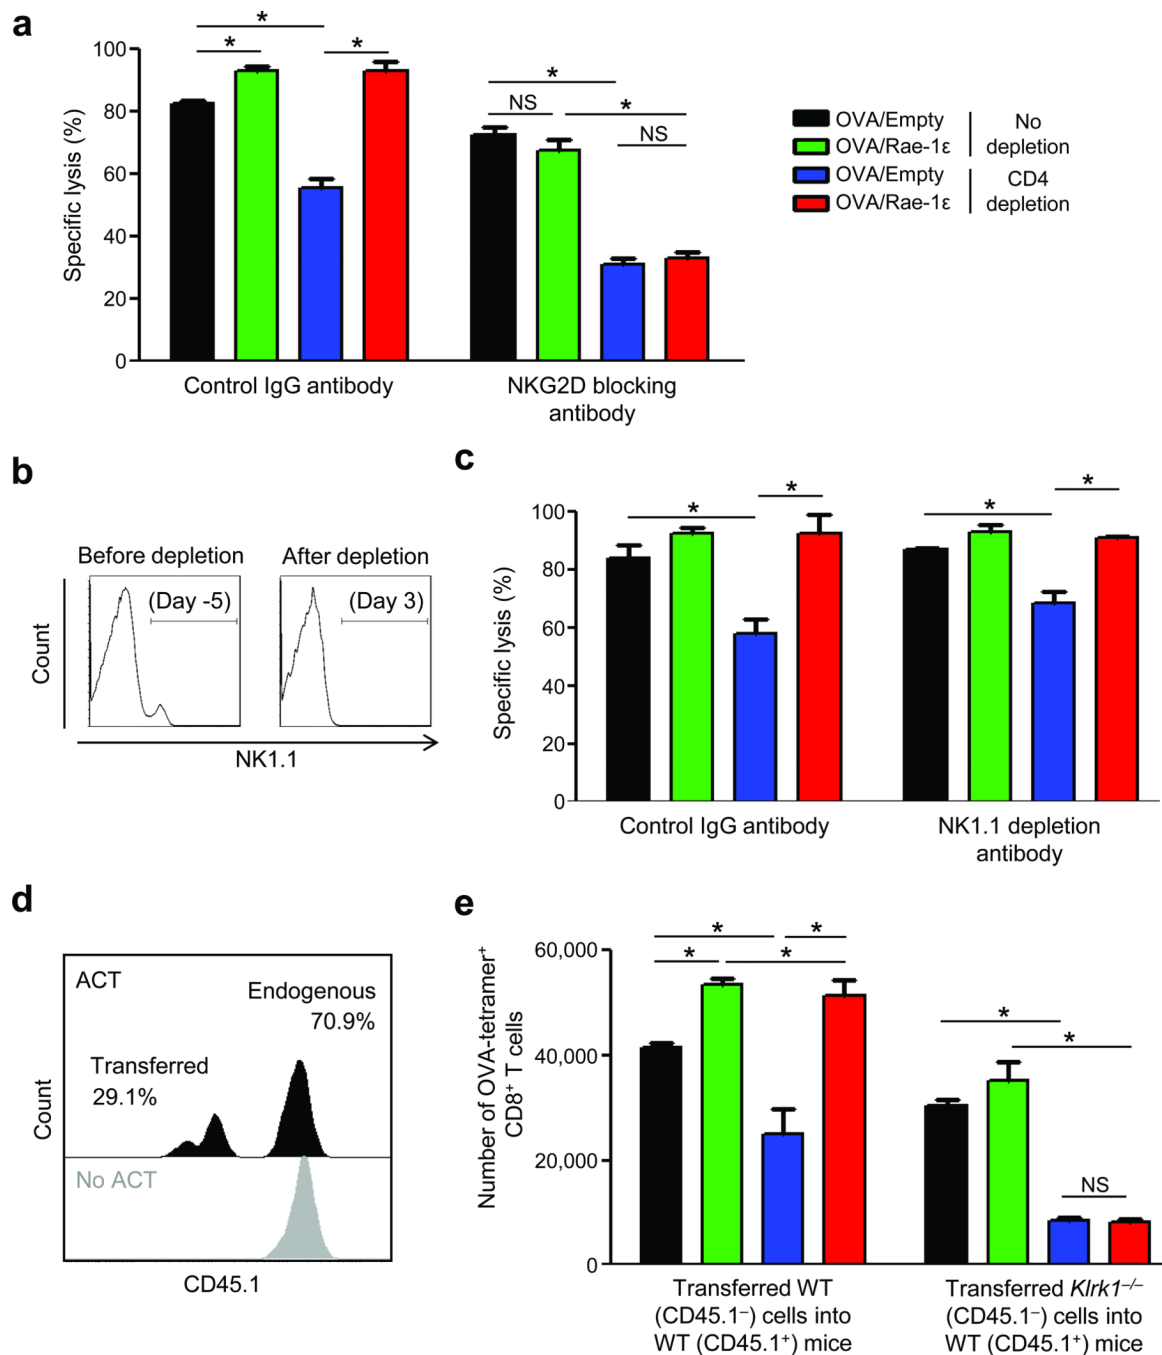 a
Specific lysis (%)
100
80
60
40
20
0
*
*
*
*
NS
*
NS
Control IgG antibody
NKG2D blocking
antibody
OVA/Empty
OVA/Rae-1ε
No
depletion
OVA/Empty
OVA/Rae-1ε
CD4
depletion
b
Before depletion
After depletion
(Day -5)
(Day 3)
Count
NK1.1
c
Specific lysis (%)
100
80
60
40
20
0
*
*
*
*
Control IgG antibody
NK1.1 depletion
antibody
d
ACT
Endogenous
70.9%
Transferred
29.1%
No ACT
Count
CD45.1
e
Number of OVA-tetramer⁺
CD8⁺ T cells
60,000
40,000
20,000
0
*
*
*
*
*
*
NS
Transferred WT
(CD45.1⁻) cells into
WT (CD45.1⁺) mice
Transferred Klrk1⁻/⁻
(CD45.1⁻) cells into
WT (CD45.1⁺) mice